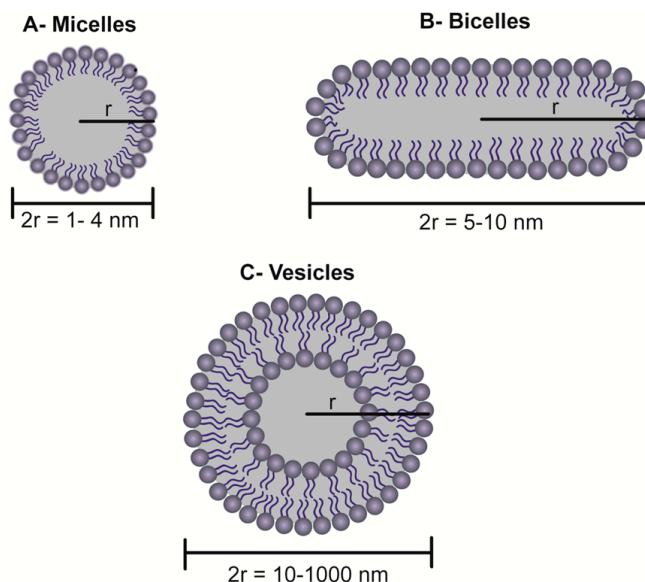 A- Micelles
B- Bicelles
r
r
2r = 1- 4 nm
2r = 5-10 nm
C- Vesicles
r
2r = 10-1000 nm